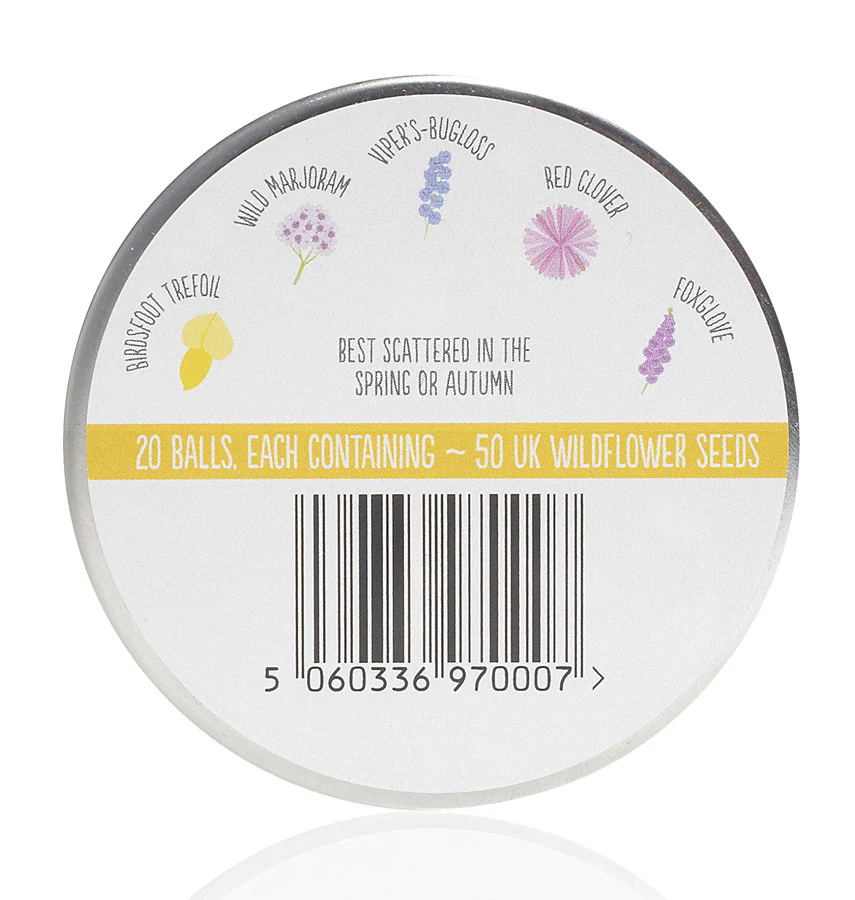 BIRDSFOOT TREFOIL
WILD MARJORAM
VIPER'S-BUGLOSS
RED CLOVER
FOXGLOVE
BEST SCATTERED IN THE
SPRING OR AUTUMN
20 BALLS, EACH CONTAINING ~ 50 UK WILDFLOWER SEEDS
5 060336 970007 >